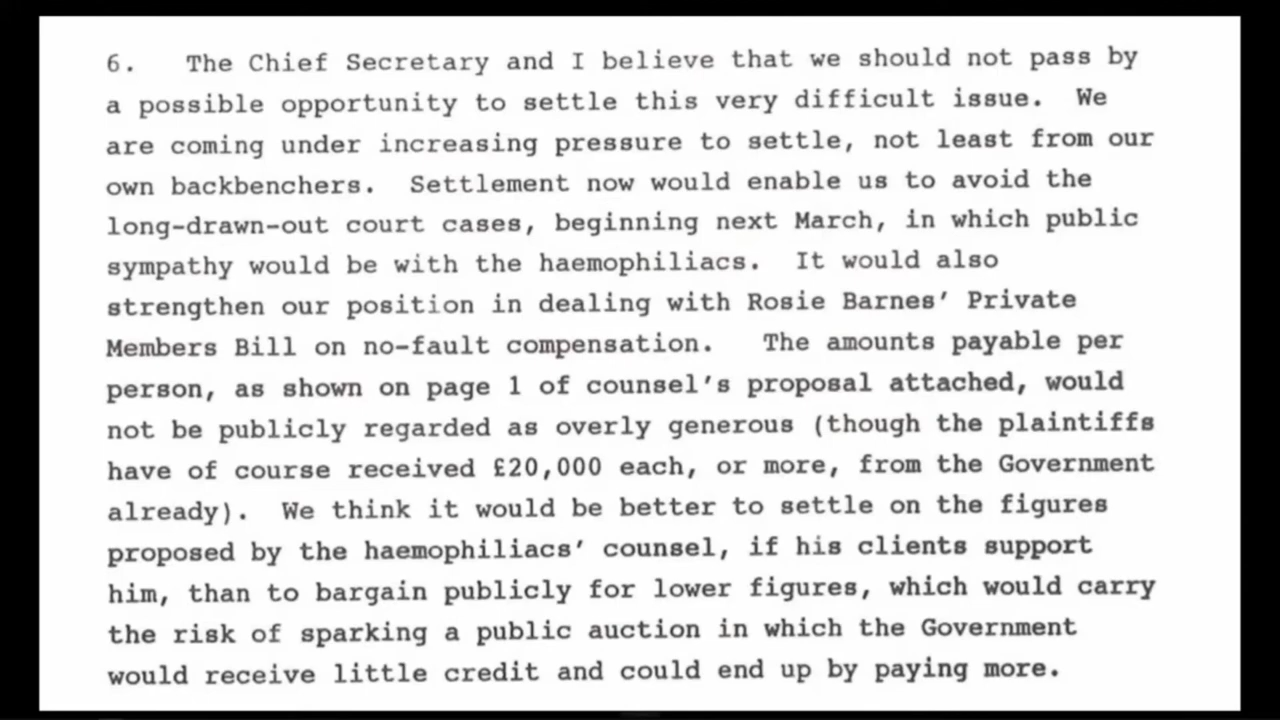 6. The Chief Secretary and I believe that we should not pass by
a possible opportunity to settle this very difficult issue. We
are coming under increasing pressure to settle, not least from our
own backbenchers. Settlement now would enable us to avoid the
long-drawn-out court cases, beginning next March, in which public
sympathy would be with the haemophiliacs. It would also
strengthen our position in dealing with Rosie Barnes' Private
Members Bill on no-fault compensation. The amounts payable per
person, as shown on page 1 of counsel's proposal attached, would
not be publicly regarded as overly generous (though the plaintiffs
have of course received £20,000 each, or more, from the Government
already). We think it would be better to settle on the figures
proposed by the haemophiliacs' counsel, if his clients support
him, than to bargain publicly for lower figures, which would carry
the risk of sparking a public auction in which the Government
would receive little credit and could end up by paying more.